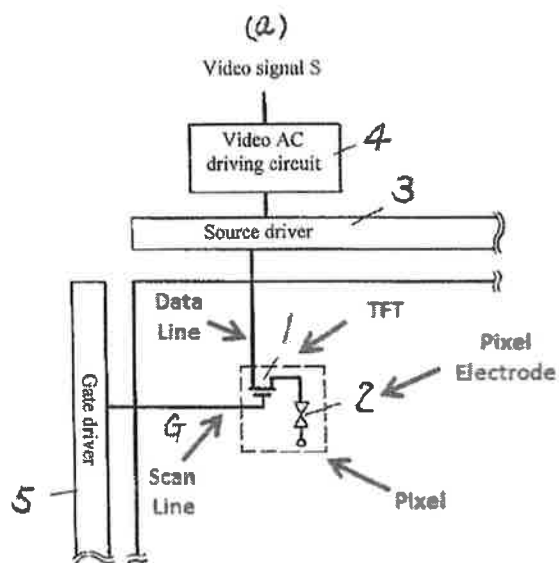 (a)
Video signal S
Video AC
driving circuit
4
3
Source driver
Data
Line
1
TFT
Pixel
Electrode
2
Gate driver
G
Scan
Line
Pixel
5